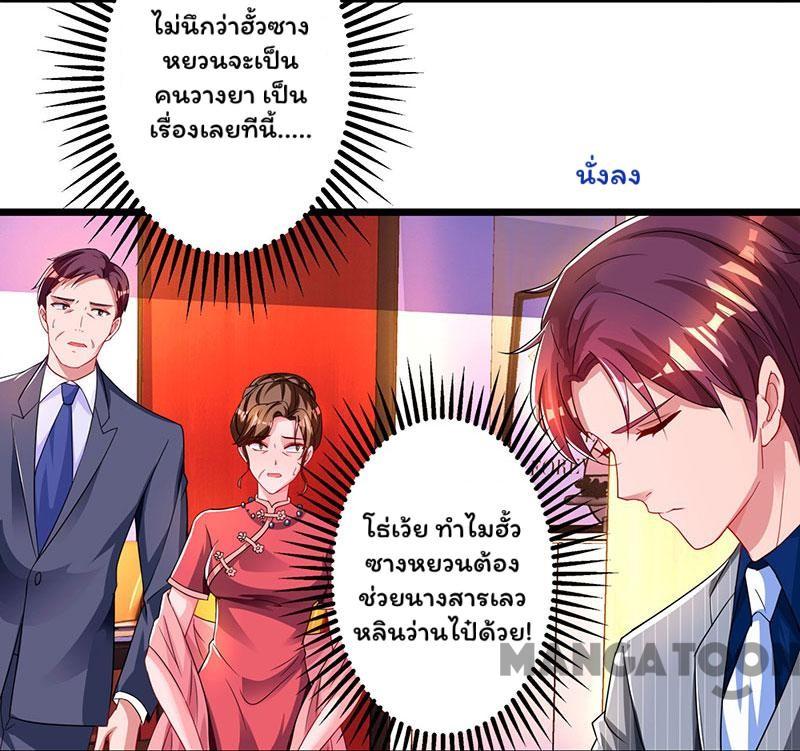 ไม่นึกว่าฮั้วซาง
หยวนจะเป็น
คนวางยา เป็น
เรื่องเลยทีนี้.....
นั่งลง
โธ่เว้ย ทำไมฮั้ว
ซางหยวนต้อง
ช่วยนางสารเลว
หลินว่านไป๋ด้วย!
MANGATOON